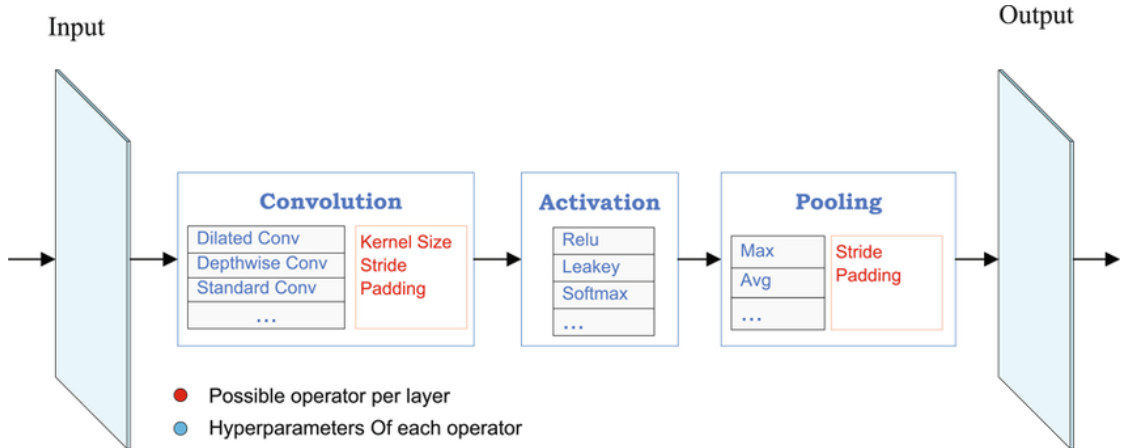 Input
Output
Convolution
Dilated Conv
Depthwise Conv
Standard Conv
...
Kernel Size
Stride
Padding
Activation
Relu
Leakey
Softmax
...
Pooling
Max
Avg
...
Stride
Padding
Possible operator per layer
Hyperparameters Of each operator